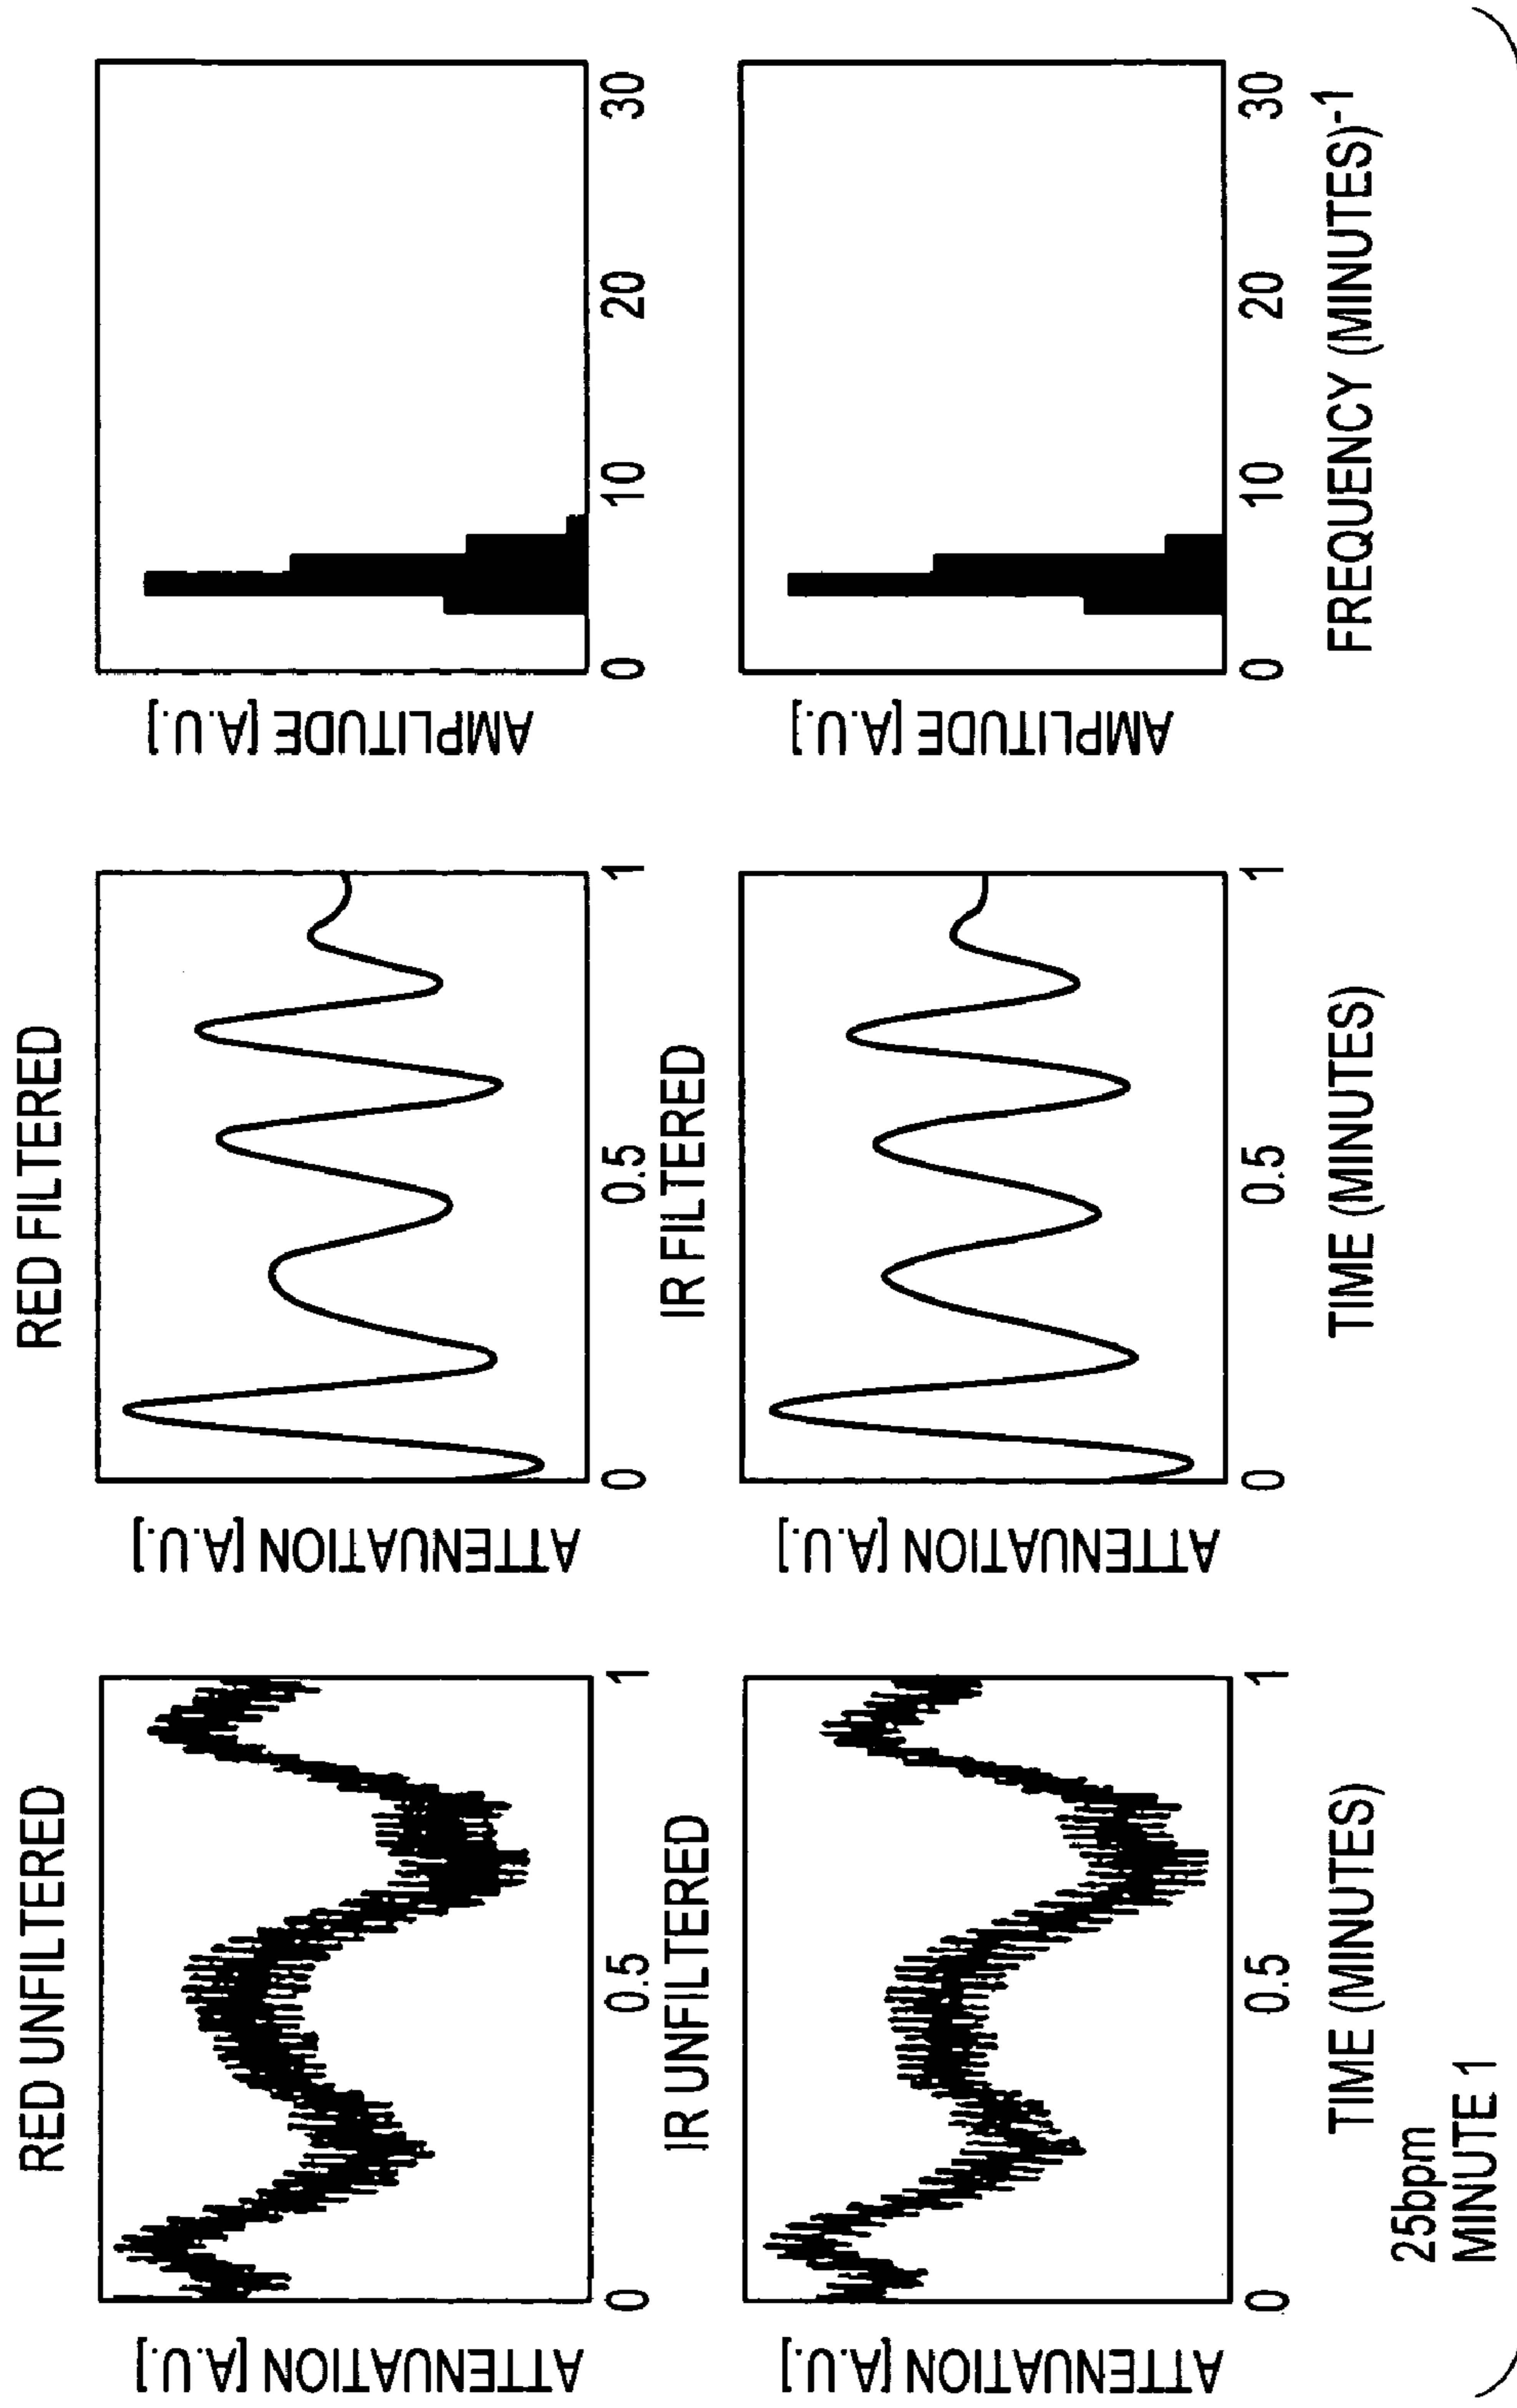 RED UNFILTERED
RED FILTERED
ATTENUATION [A.U.]
ATTENUATION [A.U.]
AMPLITUDE [A.U.]
0
0.5
1
0
0.5
1
0
10
20
30
IR UNFILTERED
IR FILTERED
ATTENUATION [A.U.]
ATTENUATION [A.U.]
AMPLITUDE [A.U.]
0
0.5
1
0
0.5
1
0
10
20
30
TIME (MINUTES)
TIME (MINUTES)
FREQUENCY (MINUTES)-1
25bpm
MINUTE 1